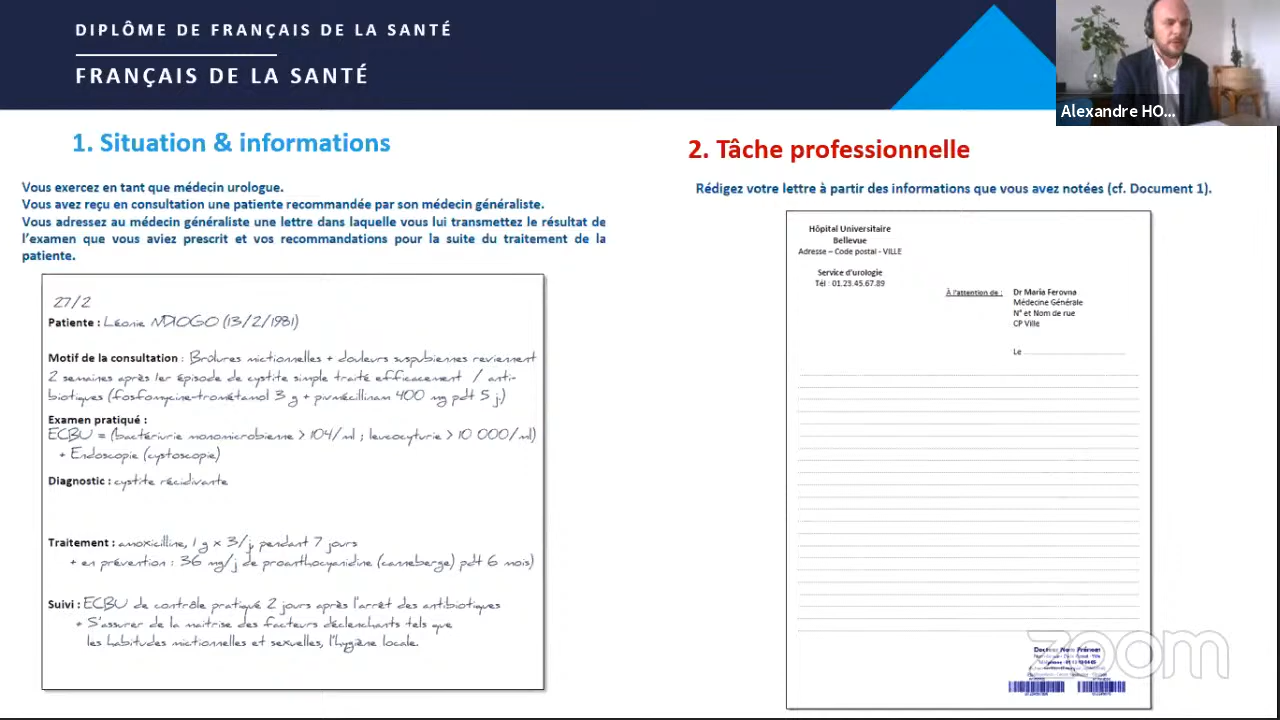 DIPLÔME DE FRANÇAIS DE LA SANTÉ
FRANÇAIS DE LA SANTÉ
Alexandre HO...
1. Situation & informations
Vous exercez en tant que médecin urologue.
Vous avez reçu en consultation une patiente recommandée par son médecin généraliste.
Vous adressez au médecin généraliste une lettre dans laquelle vous lui transmettez le résultat de
l'examen que vous aviez prescrit et vos recommandations pour la suite du traitement de la
patiente.
27/2
Patiente : Léonie NDIOGO (13/2/1981)
Motif de la consultation : Brûlures mictionnelles + douleurs suspubiennes reviennent
2 semaines après 1er épisode de cystite simple traité efficacement / anti-
biotiques (fosfomycine-trométamol 3 g + pivmécillinam 400 mg pdt 5 j.)
Examen pratiqué :
ECBU = (bactériurie monomicrobienne > 104/ml ; leucocyturie > 10 000/ml)
+ Endoscopie (cystoscopie)
Diagnostic : cystite récidivante
Traitement : amoxicilline, 1 g x 3/j, pendant 7 jours
+ en prévention : 36 mg/j de proanthocyanidine (canneberge) pdt 6 mois)
Suivi : ECBU de contrôle pratiqué 2 jours après l'arrêt des antibiotiques
+ S'assurer de la maitrise des facteurs déclenchants tels que
les habitudes mictionnelles et sexuelles, l'hygiène locale.
2. Tâche professionnelle
Rédigez votre lettre à partir des informations que vous avez notées (cf. Document 1).
Hôpital Universitaire
Bellevue
Adresse – Code postal - VILLE
Service d'urologie
Tél : 01.23.45.67.89
À l'attention de : Dr Maria Ferovna
Médecine Générale
N° et Nom de rue
CP Ville
Le
Docteur Nom Prénom
zoom